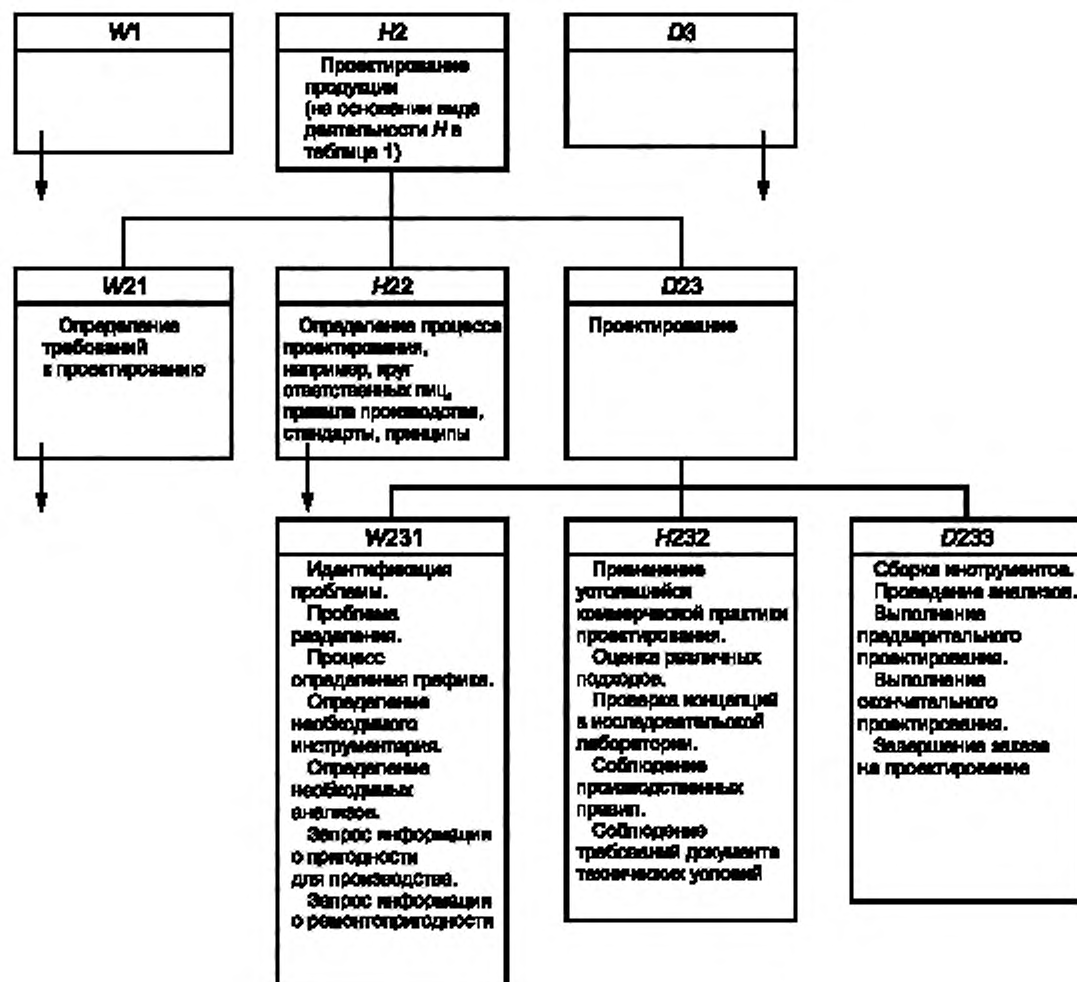 W1
H2
Проектирование
продукции
(на основании вида
деятельности H в
таблица 1)
D3
W21
Определение
требований
к проектированию
H22
Определение процесса
проектирования,
например, круг
ответственных лиц,
правила производства,
стандарты, принципы
D23
Проектирование
W231
Идентификация
проблемы.
Проблема
разделения.
Процесс
определения графика.
Определение
необходимого
инструментария.
Определение
необходимых
анализов.
Запрос информации
о пригодности
для производства.
Запрос информации
о ремонтопригодности
H232
Применение
устоявшейся
коммерческой практики
проектирования.
Оценка различных
подходов.
Проверка концепций
в исследовательской
лаборатории.
Соблюдение
производственных
правил.
Соблюдение
требований документа
технических условий
D233
Сборка инструментов.
Проведение анализов.
Выполнение
предварительного
проектирования.
Выполнение
окончательного
проектирования.
Завершение заказа
на проектирование